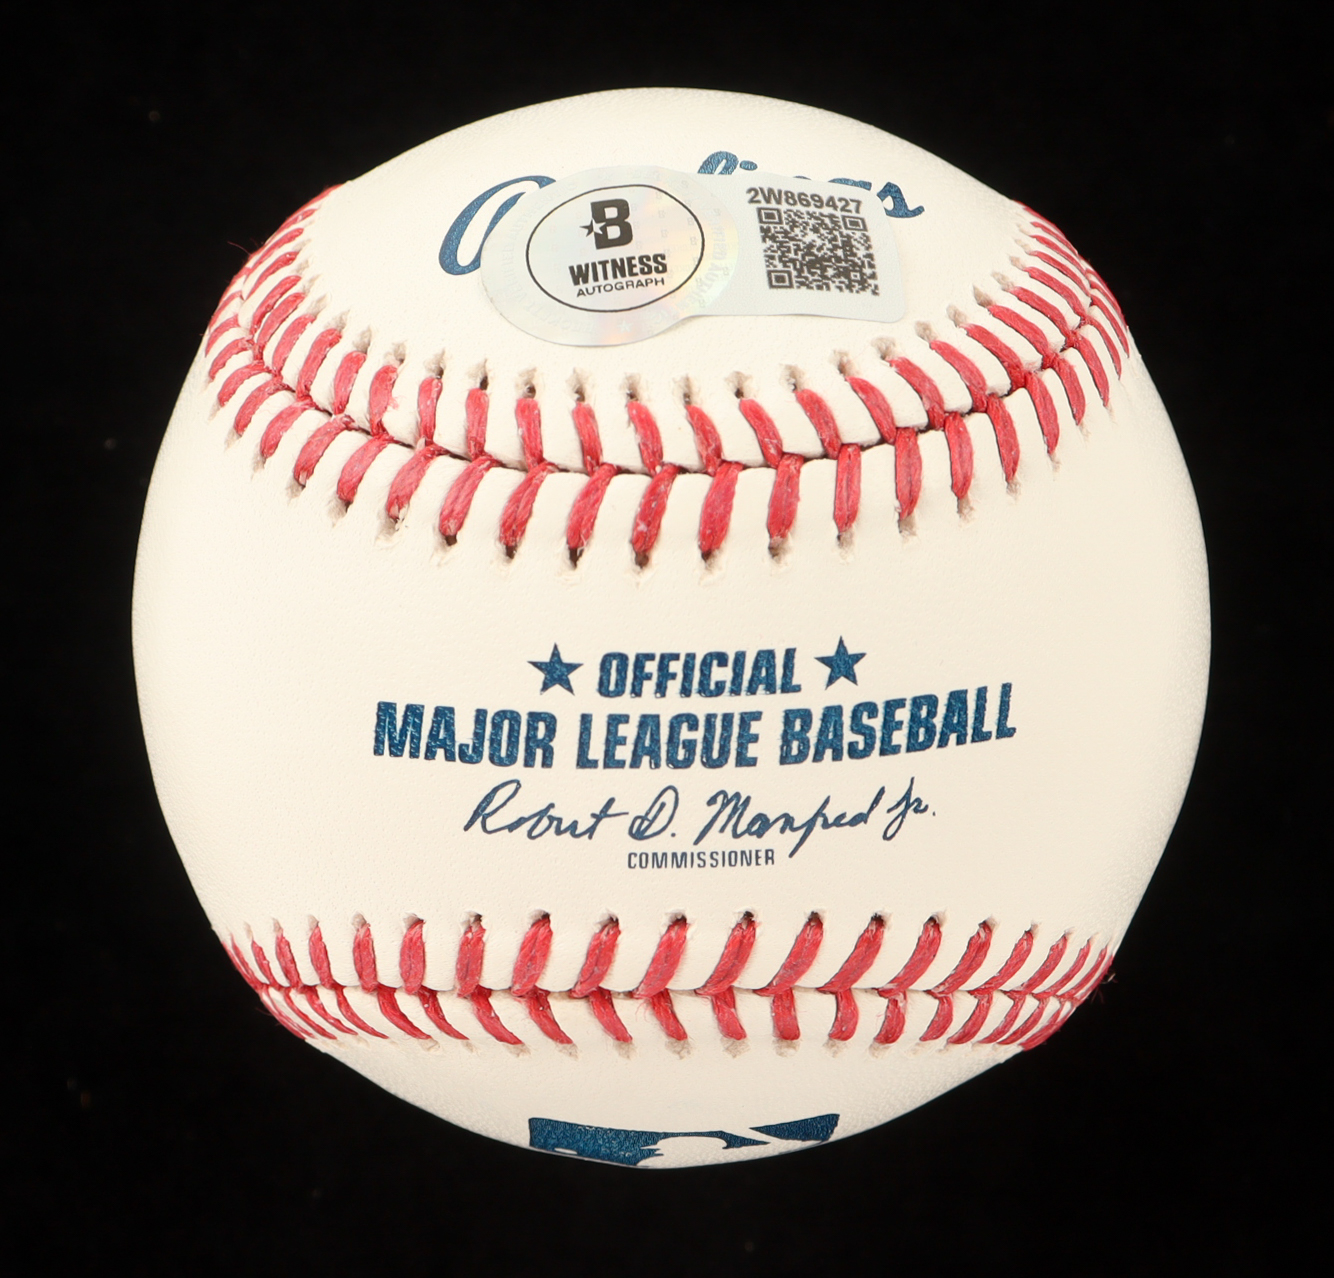 B
WITNESS
AUTOGRAPH
2W869427
★ OFFICIAL ★
MAJOR LEAGUE BASEBALL
Robert D. Manfred Jr.
COMMISSIONER